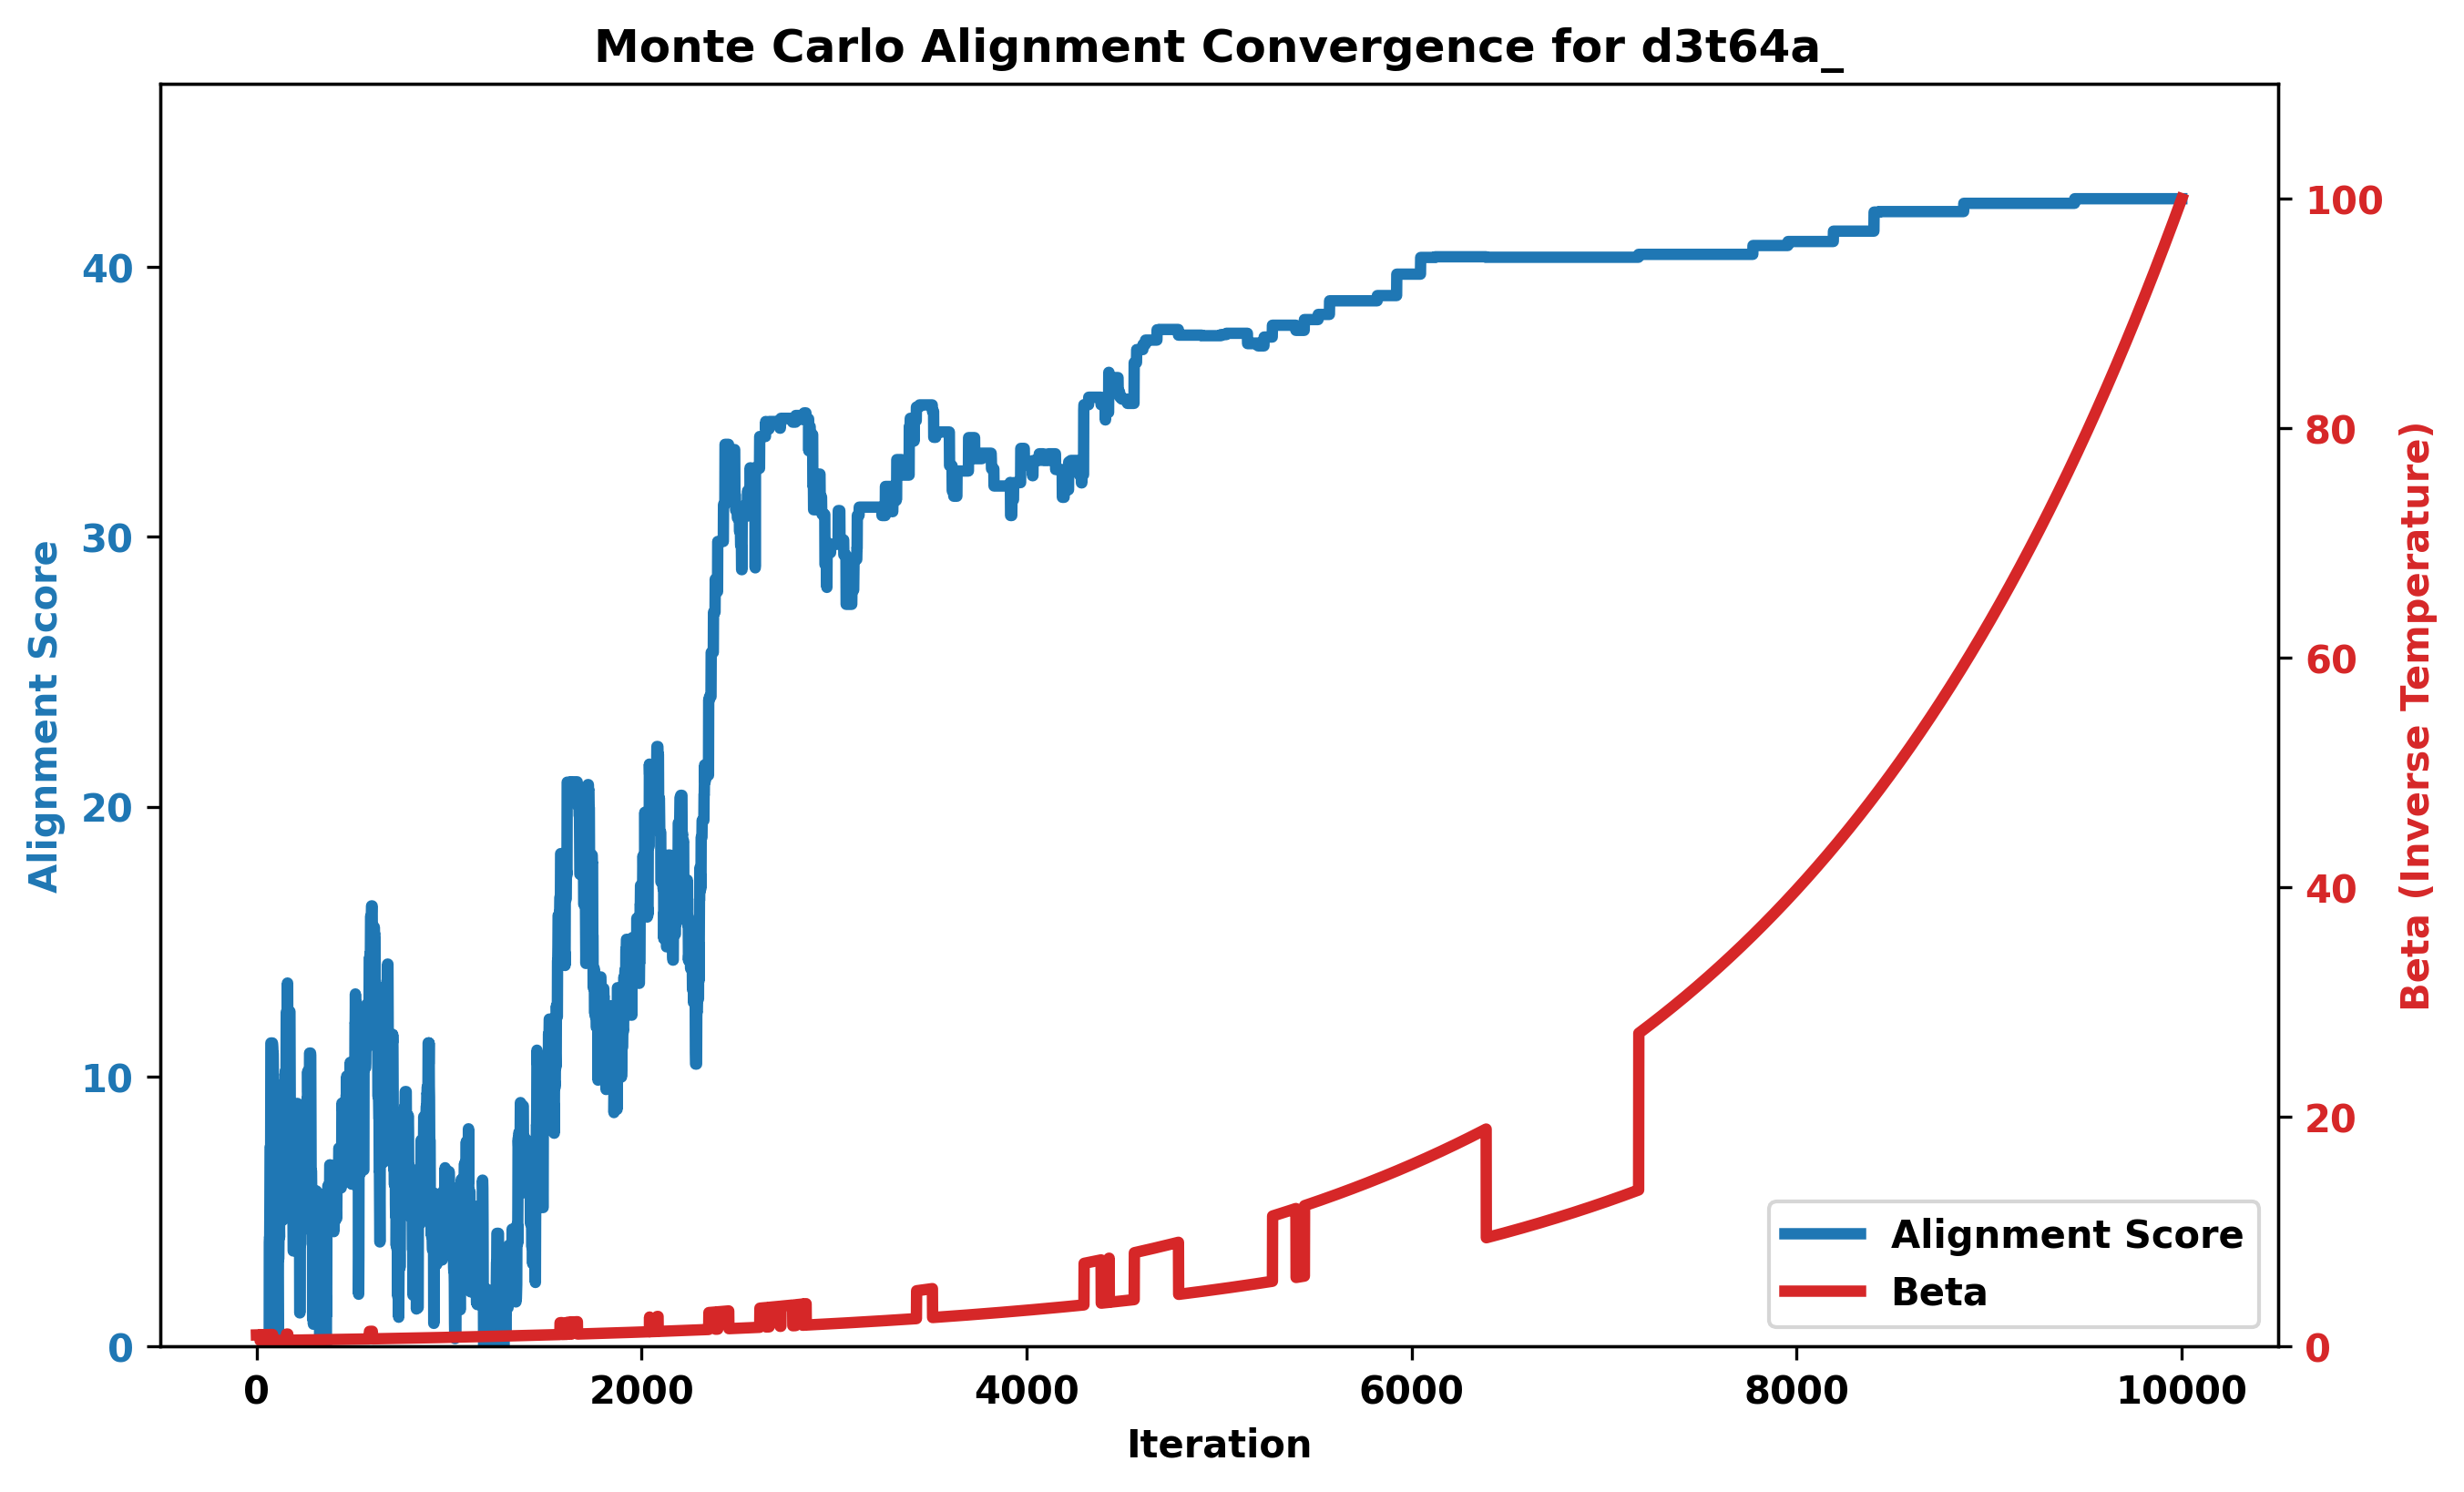 Monte Carlo Alignment Convergence for d3t64a_
Alignment Score
40
30
20
10
0
100
80
60
40
20
0
Beta (Inverse Temperature)
Alignment Score
Beta
0 2000 4000 6000 8000 10000
Iteration